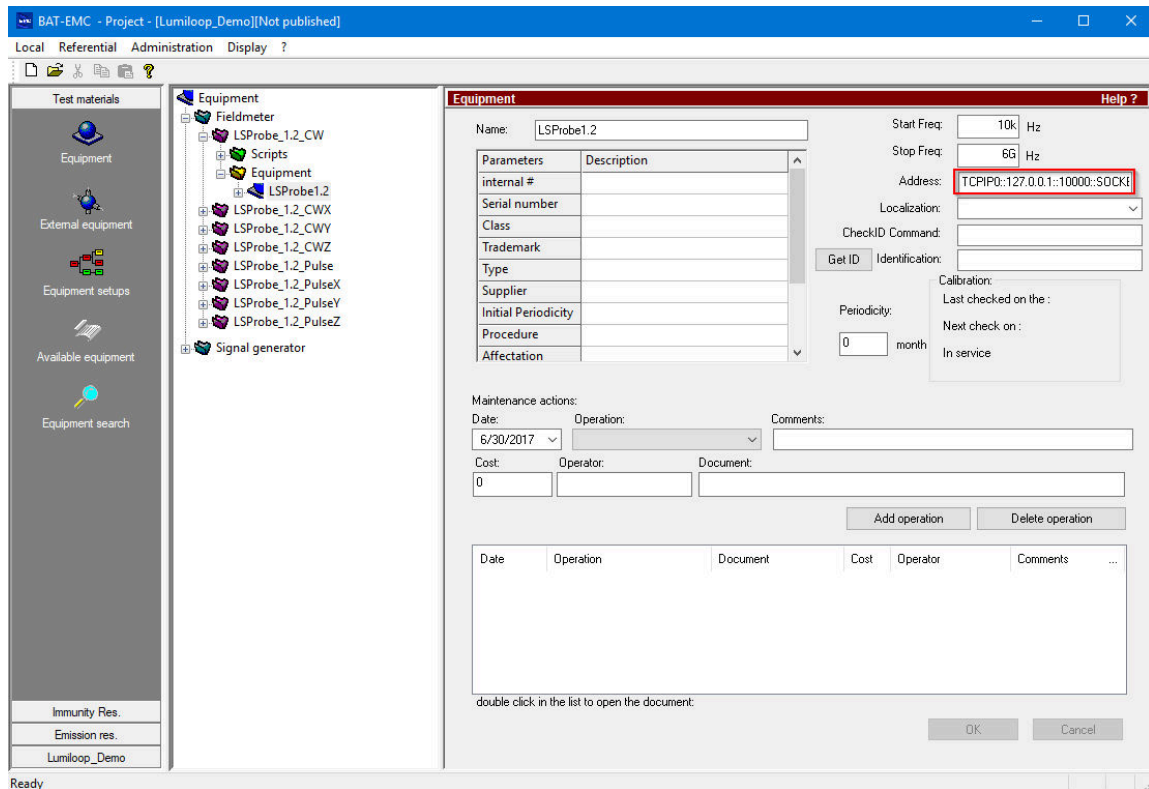 BAT-EMC - Project - [Lumiloop_Demo][Not published]
Local Referential Administration Display ?
Test materials
Equipment
External equipment
Equipment setups
Available equipment
Equipment search
Immunity Res.
Emission res.
Lumiloop_Demo
Equipment
Fieldmeter
LSProbe_1.2_CW
Scripts
Equipment
LSProbe1.2
LSProbe_1.2_CWX
LSProbe_1.2_CWY
LSProbe_1.2_CWZ
LSProbe_1.2_Pulse
LSProbe_1.2_PulseX
LSProbe_1.2_PulseY
LSProbe_1.2_PulseZ
Signal generator
Equipment Help ?
Name: LSProbe1.2
Parameters Description
internal #
Serial number
Class
Trademark
Type
Supplier
Initial Periodicity
Procedure
Affectation
Start Freq: 10k Hz
Stop Freq: 6G Hz
Address: TCPIP0::127.0.0.1::10000::SOCKE
Localization:
CheckID Command:
Get ID Identification:
Periodicity:
0 month
Calibration:
Last checked on the :
Next check on :
In service
Maintenance actions:
Date: Operation: Comments:
6/30/2017
Cost: Operator: Document:
0
Add operation Delete operation
Date Operation Document Cost Operator Comments ...
double click in the list to open the document:
OK Cancel
Ready